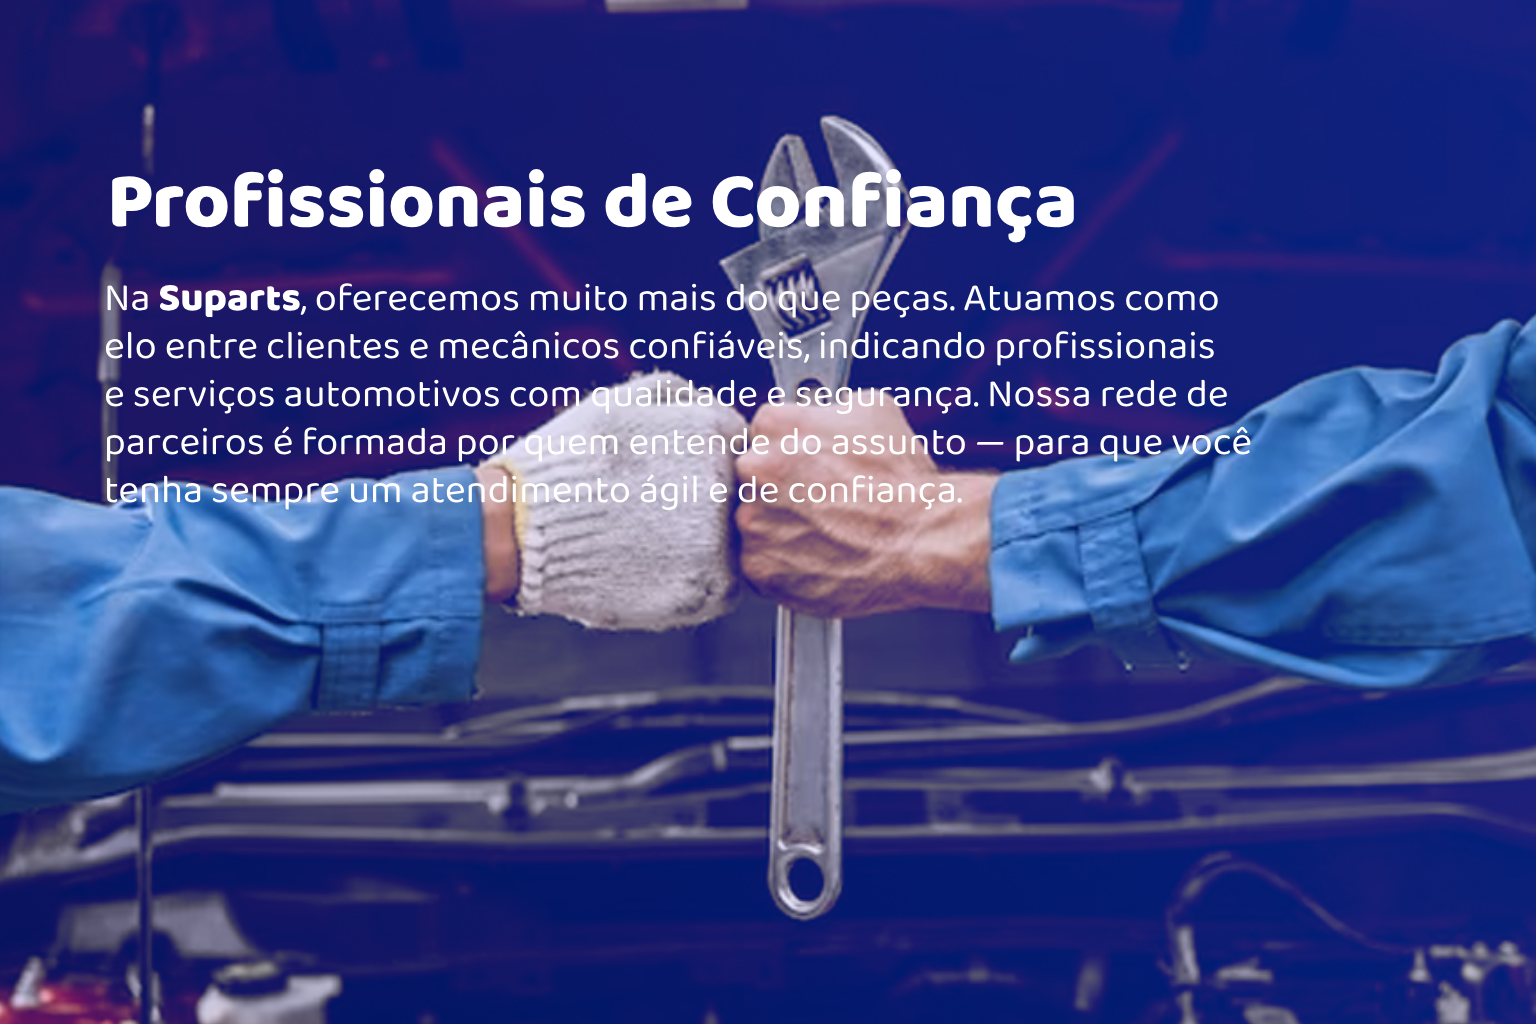 Profissionais de Confiança
Na Suparts, oferecemos muito mais do que peças. Atuamos como
elo entre clientes e mecânicos confiáveis, indicando profissionais
e serviços automotivos com qualidade e segurança. Nossa rede de
parceiros é formada por quem entende do assunto — para que você
tenha sempre um atendimento ágil e de confiança.